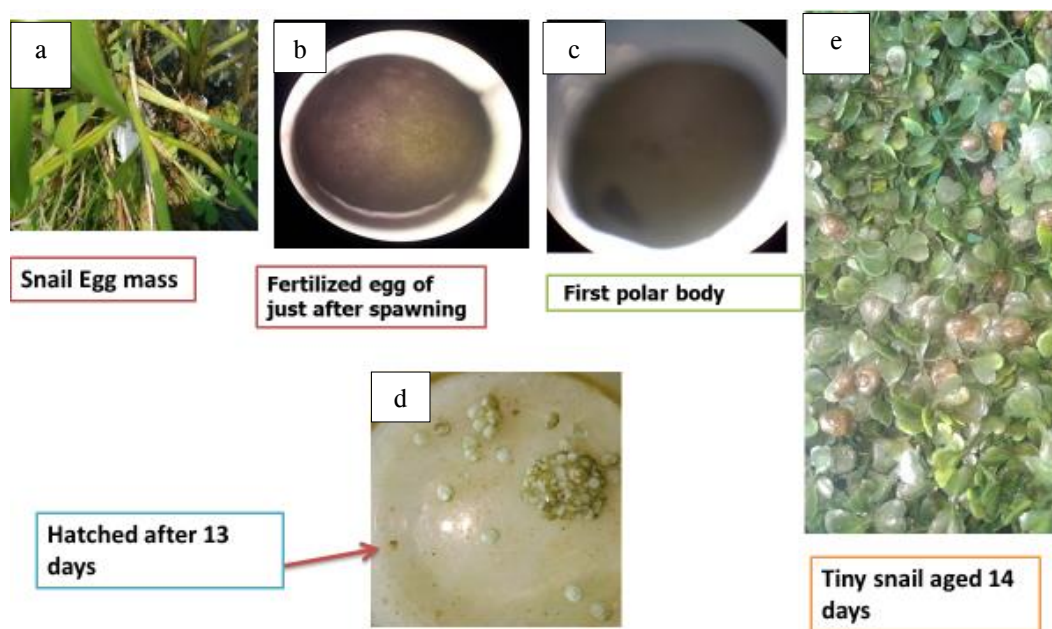 a
b
c
e
Snail Egg mass
Fertilized egg of
just after spawning
First polar body
d
Hatched after 13
days
Tiny snail aged 14
days